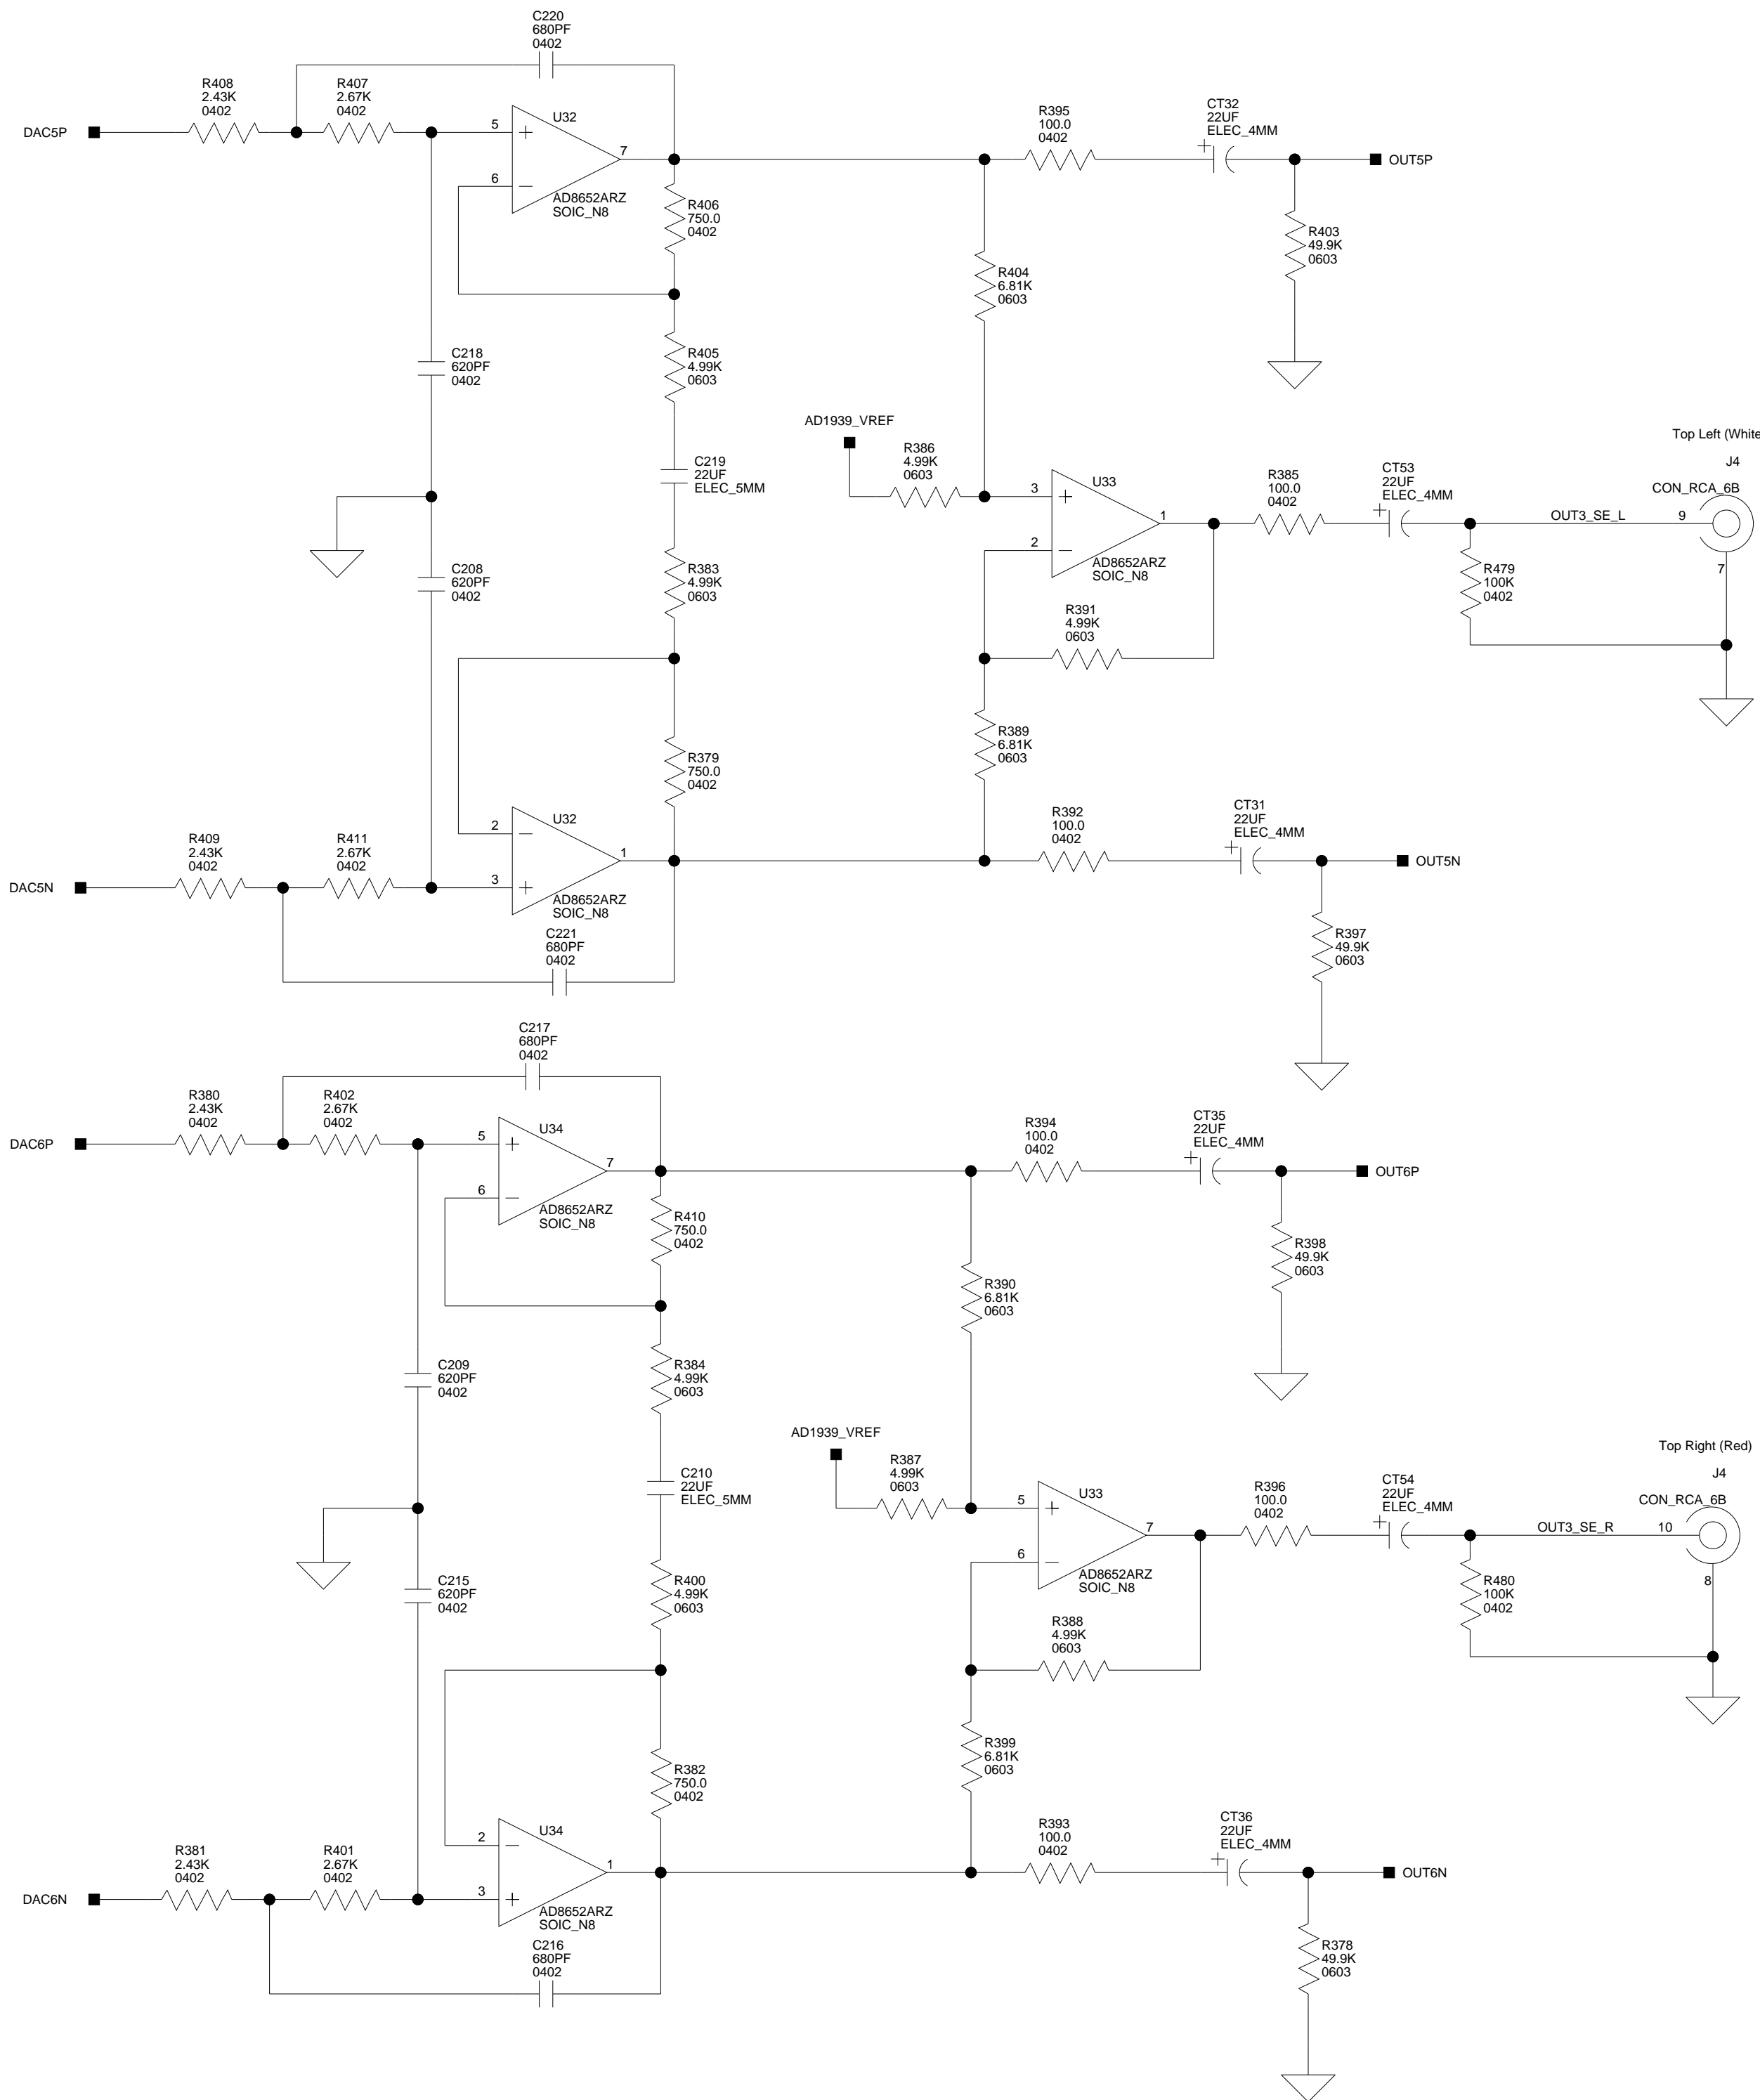 C220
680PF
0402
R408
2.43K
0402
R407
2.67K
0402
DAC5P
5
+
U32
7
6
−
AD8652ARZ
SOIC_N8
R406
750.0
0402
R395
100.0
0402
CT32
22UF
ELEC_4MM
+
OUT5P
R403
49.9K
0603
R404
6.81K
0603
C218
620PF
0402
R405
4.99K
0603
C219
22UF
ELEC_5MM
AD1939_VREF
R386
4.99K
0603
3
+
U33
1
2
−
AD8652ARZ
SOIC_N8
R385
100.0
0402
CT53
22UF
ELEC_4MM
+
Top Left (White
J4
CON_RCA_6B
OUT3_SE_L
9
7
R479
100K
0402
C208
620PF
0402
R383
4.99K
0603
R391
4.99K
0603
R389
6.81K
0603
R379
750.0
0402
R409
2.43K
0402
R411
2.67K
0402
DAC5N
2
−
U32
1
3
+
AD8652ARZ
SOIC_N8
C221
680PF
0402
R392
100.0
0402
CT31
22UF
ELEC_4MM
+
OUT5N
R397
49.9K
0603
C217
680PF
0402
R380
2.43K
0402
R402
2.67K
0402
DAC6P
5
+
U34
7
6
−
AD8652ARZ
SOIC_N8
R410
750.0
0402
R394
100.0
0402
CT35
22UF
ELEC_4MM
+
OUT6P
R398
49.9K
0603
R390
6.81K
0603
C209
620PF
0402
R384
4.99K
0603
C210
22UF
ELEC_5MM
AD1939_VREF
R387
4.99K
0603
5
+
U33
7
6
−
AD8652ARZ
SOIC_N8
R396
100.0
0402
CT54
22UF
ELEC_4MM
+
Top Right (Red)
J4
CON_RCA_6B
OUT3_SE_R
10
8
R480
100K
0402
C215
620PF
0402
R400
4.99K
0603
R388
4.99K
0603
R399
6.81K
0603
R382
750.0
0402
R381
2.43K
0402
R401
2.67K
0402
DAC6N
2
−
U34
1
3
+
AD8652ARZ
SOIC_N8
C216
680PF
0402
R393
100.0
0402
CT36
22UF
ELEC_4MM
+
OUT6N
R378
49.9K
0603